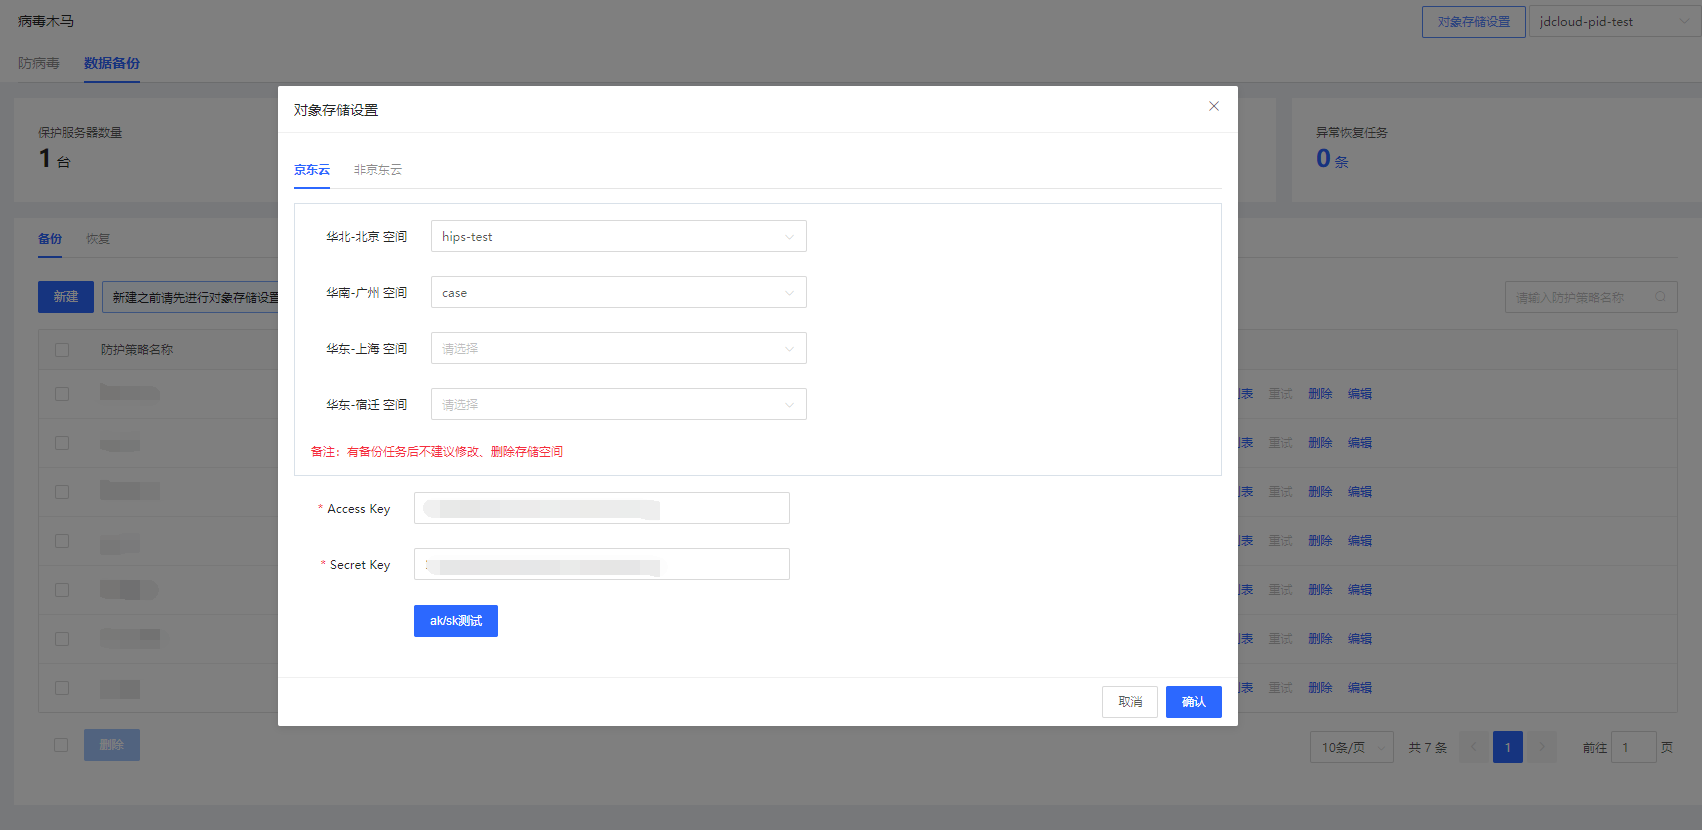 病毒木马
对象存储设置
jdcloud-pid-test
防病毒
数据备份
保护服务器数量
1 台
异常恢复任务
0 条
备份
恢复
新建
新建之前请先进行对象存储设置
请输入防护策略名称
防护策略名称
表 重试 删除 编辑
表 重试 删除 编辑
表 重试 删除 编辑
表 重试 删除 编辑
表 重试 删除 编辑
表 重试 删除 编辑
表 重试 删除 编辑
删除
10条/页
共 7 条
1
前往 1 页
对象存储设置
京东云
非京东云
华北-北京 空间 hips-test
华南-广州 空间 case
华东-上海 空间 请选择
华东-宿迁 空间 请选择
备注：有备份任务后不建议修改、删除存储空间
* Access Key
* Secret Key
ak/sk测试
取消
确认